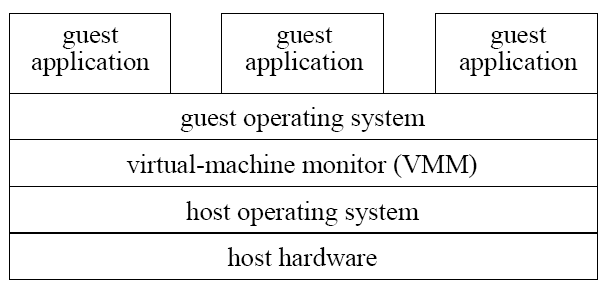 guest
application
guest
application
guest
application
guest operating system
virtual-machine monitor (VMM)
host operating system
host hardware